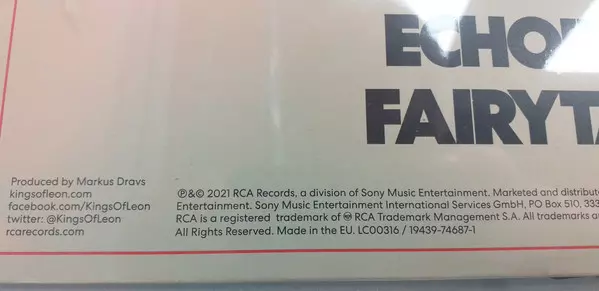 ECHO
FAIRYT
Produced by Markus Dravs
kingsofleon.com
facebook.com/KingsOfLeon
twitter: @KingsOfLeon
rcarecords.com
℗&© 2021 RCA Records, a division of Sony Music Entertainment. Marketed and distribut
Entertainment. Sony Music Entertainment International Services GmbH, PO Box 510, 333
RCA is a registered trademark of ® RCA Trademark Management S.A. All trademarks a
All Rights Reserved. Made in the EU. LC00316 / 19439-74687-1